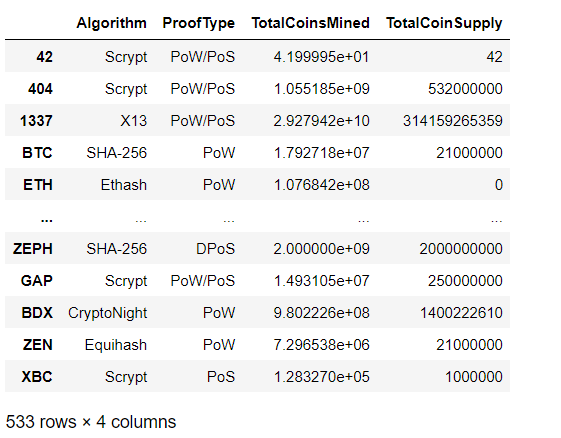 Algorithm ProofType TotalCoinsMined TotalCoinSupply
42 Scrypt PoW/PoS 4.199995e+01 42
404 Scrypt PoW/PoS 1.055185e+09 532000000
1337 X13 PoW/PoS 2.927942e+10 314159265359
BTC SHA-256 PoW 1.792718e+07 21000000
ETH Ethash PoW 1.076842e+08 0
... ... ... ... ...
ZEPH SHA-256 DPoS 2.000000e+09 2000000000
GAP Scrypt PoW/PoS 1.493105e+07 250000000
BDX CryptoNight PoW 9.802226e+08 1400222610
ZEN Equihash PoW 7.296538e+06 21000000
XBC Scrypt PoS 1.283270e+05 1000000
533 rows × 4 columns